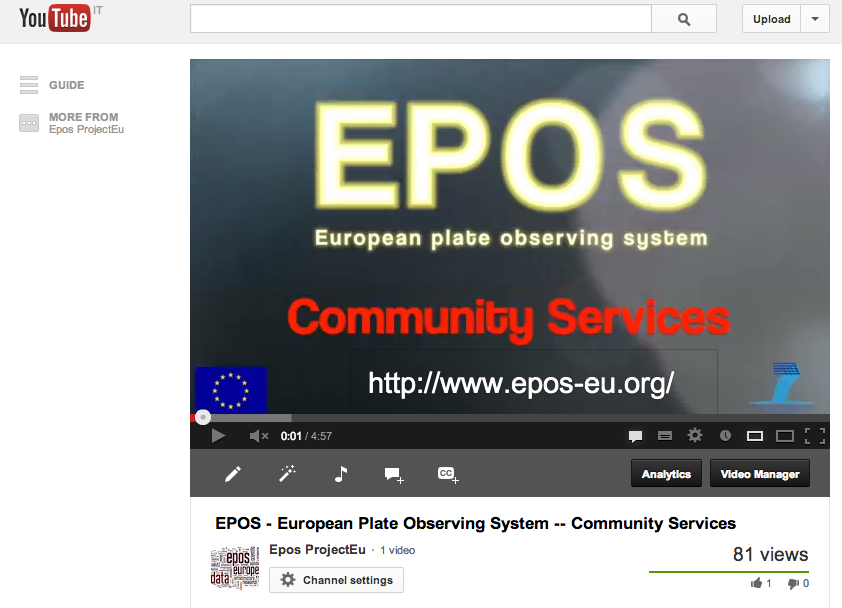 YouTube IT
Upload
GUIDE
MORE FROM
Epos ProjectEu
EPOS
European plate observing system
Community Services
http://www.epos-eu.org/
0:01 / 4:57
CC
Analytics
Video Manager
EPOS - European Plate Observing System -- Community Services
epos
europe
data
Epos ProjectEu · 1 video
Channel settings
81 views
1
0